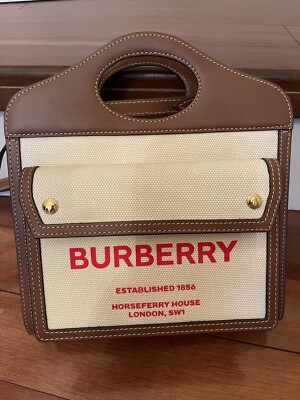 BURBERRY
ESTABLISHED 1856
HORSEFERRY HOUSE
LONDON, SW1